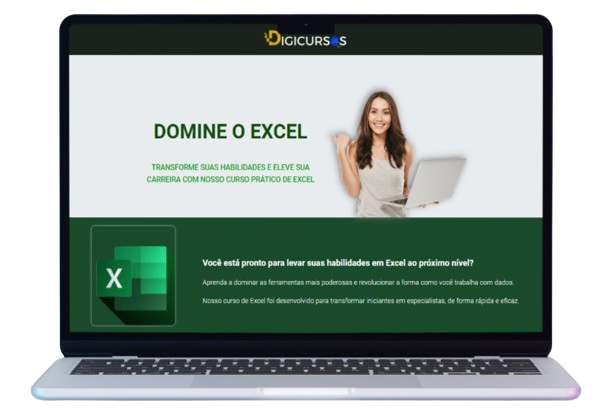 DIGICURSOS
DOMINE O EXCEL
TRANSFORME SUAS HABILIDADES E ELEVE SUA
CARREIRA COM NOSSO CURSO PRÁTICO DE EXCEL
X
Você está pronto para levar suas habilidades em Excel ao próximo nível?
Aprenda a dominar as ferramentas mais poderosas e revolucionar a forma como você trabalha com dados.
Nosso curso de Excel foi desenvolvido para transformar iniciantes em especialistas, de forma rápida e eficaz.